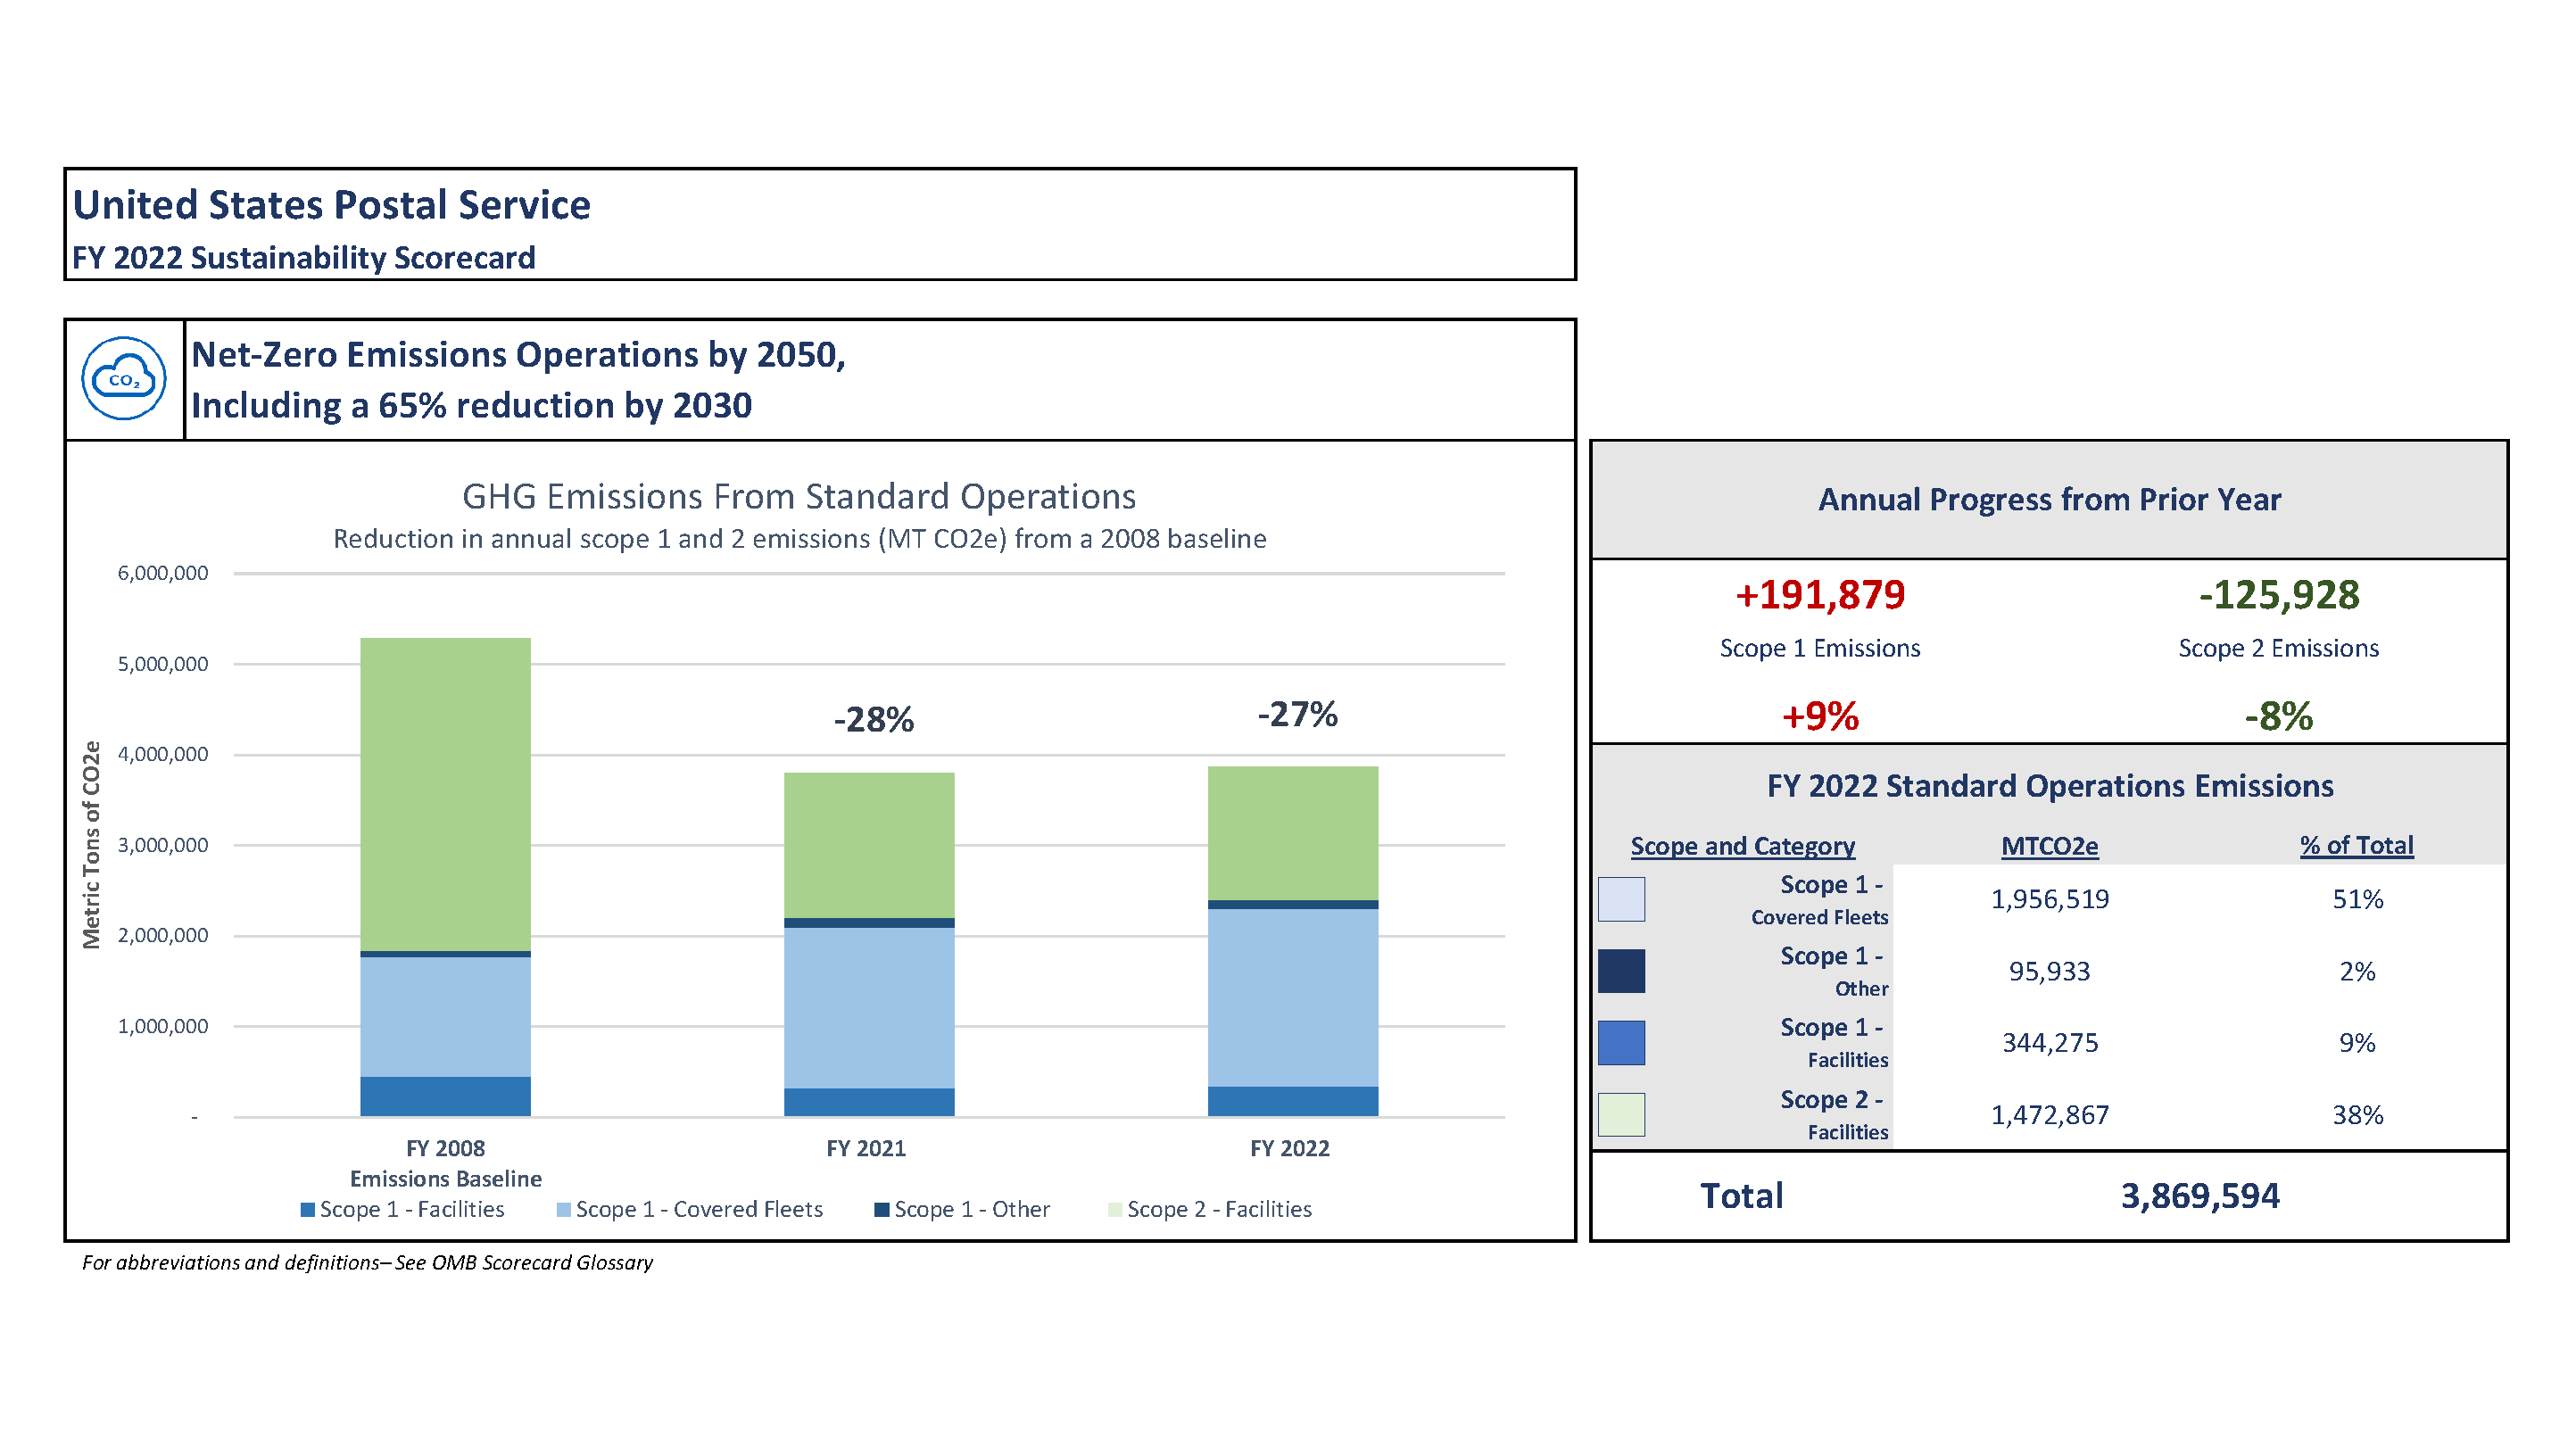 United States Postal Service
FY 2022 Sustainability Scorecard
CO₂
Net-Zero Emissions Operations by 2050,
Including a 65% reduction by 2030
GHG Emissions From Standard Operations
Reduction in annual scope 1 and 2 emissions (MT CO2e) from a 2008 baseline
Metric Tons of CO2e
6,000,000
5,000,000
4,000,000
3,000,000
2,000,000
1,000,000
-
-28%
-27%
FY 2008
Emissions Baseline
FY 2021
FY 2022
Scope 1 - Facilities
Scope 1 - Covered Fleets
Scope 1 - Other
Scope 2 - Facilities
Annual Progress from Prior Year
+191,879
-125,928
Scope 1 Emissions
Scope 2 Emissions
+9%
-8%
FY 2022 Standard Operations Emissions
Scope and Category MTCO2e % of Total
Scope 1 -
Covered Fleets
1,956,519 51%
Scope 1 -
Other
95,933 2%
Scope 1 -
Facilities
344,275 9%
Scope 2 -
Facilities
1,472,867 38%
Total 3,869,594
For abbreviations and definitions– See OMB Scorecard Glossary